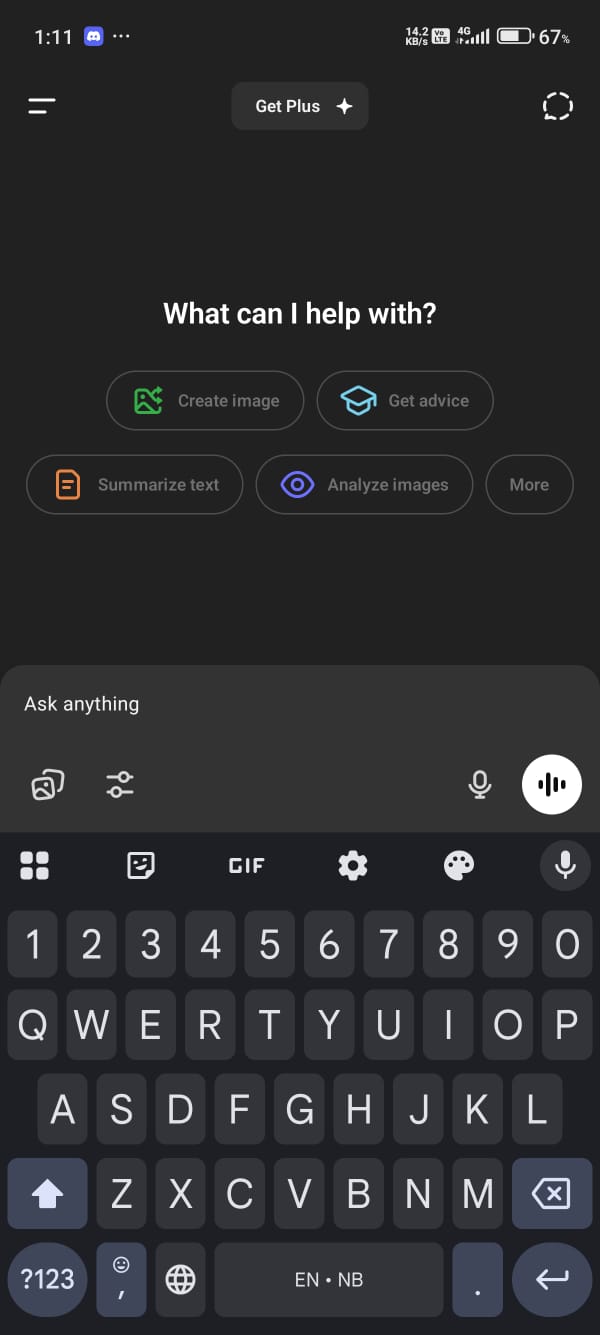 1:11 ... 14.2 KB/s Vo LTE 4G 67%
Get Plus
What can I help with?
Create image Get advice
Summarize text Analyze images More
Ask anything
GIF
1 2 3 4 5 6 7 8 9 0
Q W E R T Y U I O P
A S D F G H J K L
Z X C V B N M
?123 , EN • NB .